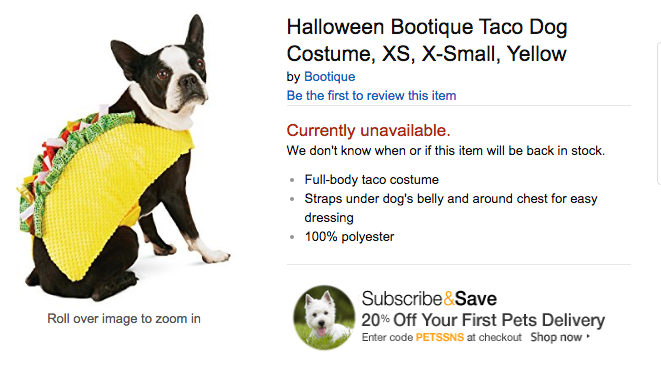 Halloween Bootique Taco Dog
Costume, XS, X-Small, Yellow
by Bootique
Be the first to review this item
Currently unavailable.
We don't know when or if this item will be back in stock.
• Full-body taco costume
• Straps under dog's belly and around chest for easy
dressing
• 100% polyester
Roll over image to zoom in
Subscribe&Save
20% Off Your First Pets Delivery
Enter code PETSSNS at checkout Shop now ›